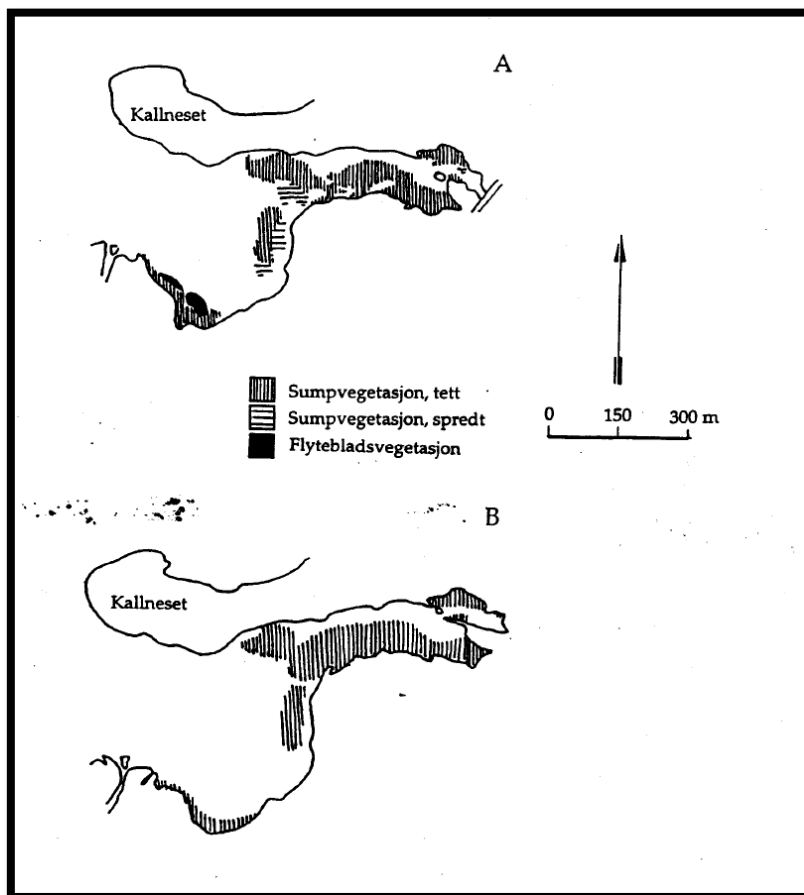 A
Kallneset
Sumpvegetasjon, tett
Sumpvegetasjon, spredt
Flytebladsvegetasjon
0 150 300 m
B
Kallneset